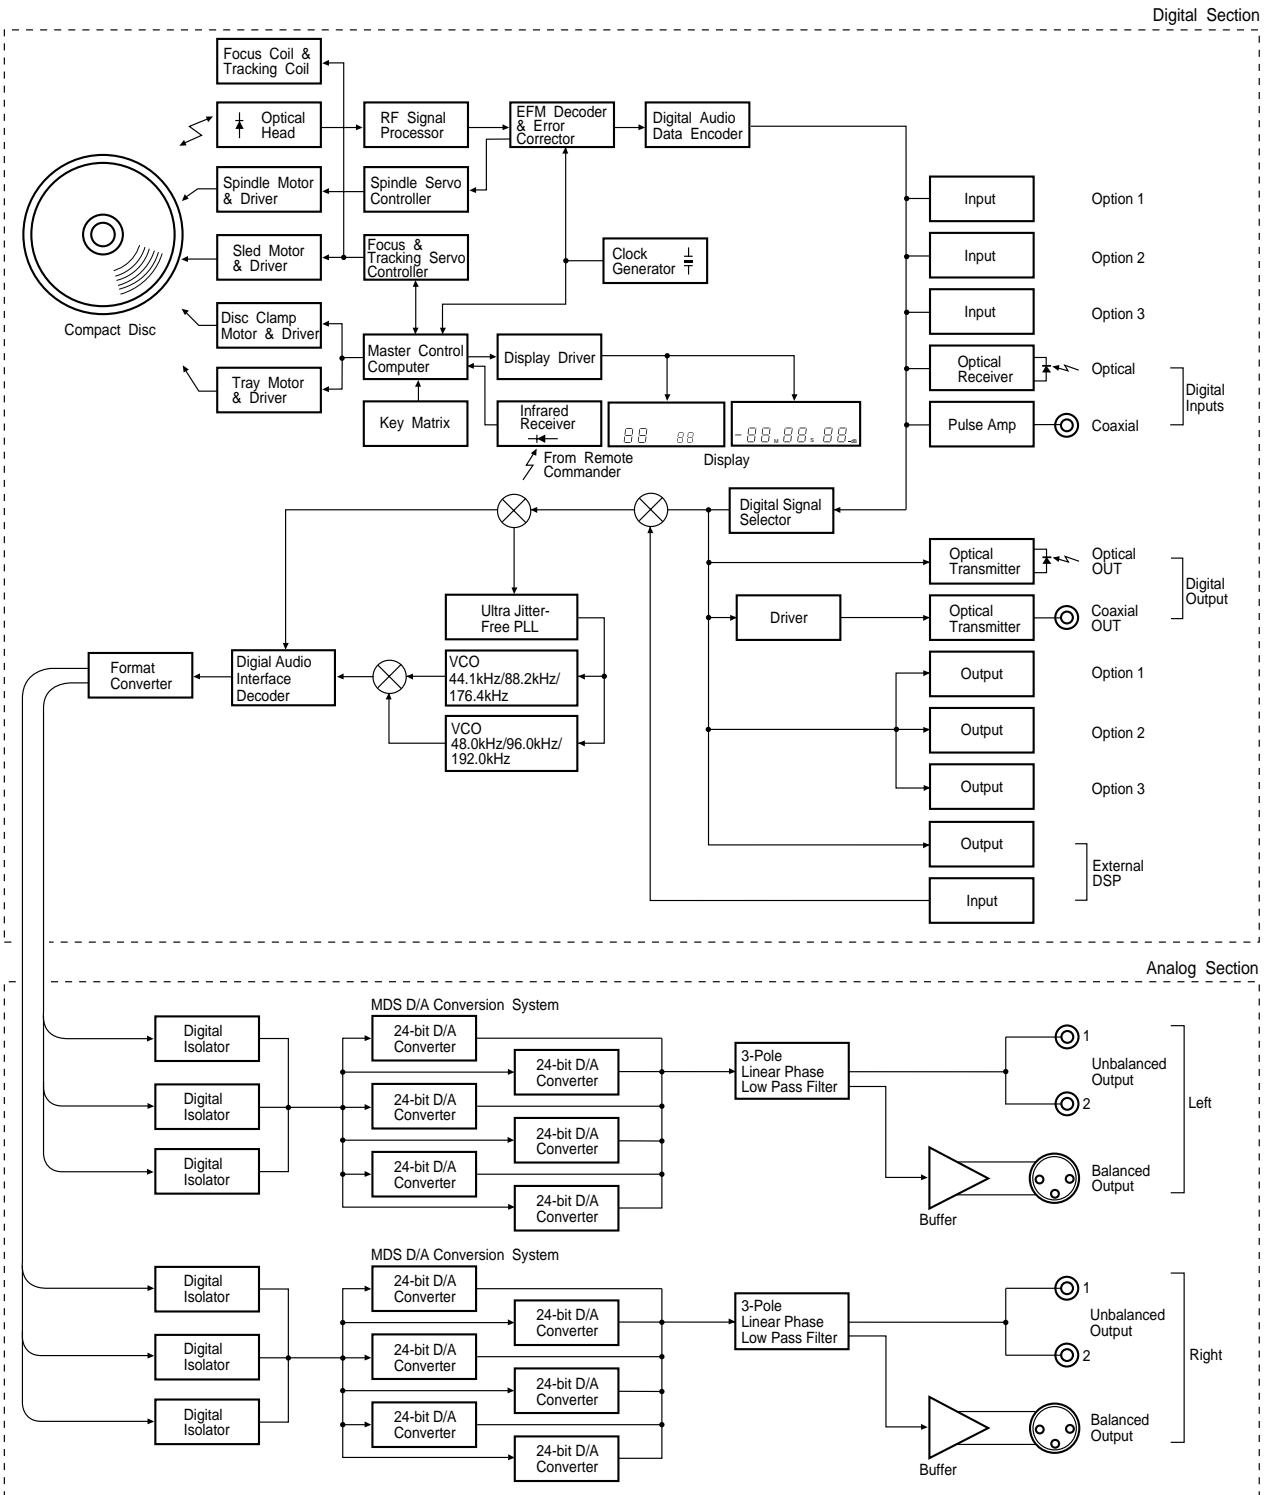 Digital Section
Focus Coil &
Tracking Coil
Optical
Head
RF Signal
Processor
EFM Decoder
& Error
Corrector
Digital Audio
Data Encoder
Spindle Motor
& Driver
Spindle Servo
Controller
Input
Option 1
Sled Motor
& Driver
Focus &
Tracking Servo
Controller
Clock
Generator
Input
Option 2
Compact Disc
Disc Clamp
Motor & Driver
Input
Option 3
Master Control
Computer
Display Driver
Optical
Receiver
Optical
Digital
Inputs
Tray Motor
& Driver
Key Matrix
Infrared
Receiver
88 88
-88 M 88 S 88 dB
Pulse Amp
Coaxial
From Remote
Commander
Display
Digital Signal
Selector
Optical
Transmitter
Optical
OUT
Digital
Output
Ultra Jitter-
Free PLL
Driver
Optical
Transmitter
Coaxial
OUT
Format
Converter
Digial Audio
Interface
Decoder
VCO
44.1kHz/88.2kHz/
176.4kHz
Output
Option 1
VCO
48.0kHz/96.0kHz/
192.0kHz
Output
Option 2
Output
Option 3
Output
External
DSP
Input
Analog Section
MDS D/A Conversion System
Digital
Isolator
24-bit D/A
Converter
24-bit D/A
Converter
3-Pole
Linear Phase
Low Pass Filter
1
Unbalanced
Output
2
Left
Digital
Isolator
24-bit D/A
Converter
24-bit D/A
Converter
Digital
Isolator
24-bit D/A
Converter
24-bit D/A
Converter
Buffer
Balanced
Output
MDS D/A Conversion System
Digital
Isolator
24-bit D/A
Converter
24-bit D/A
Converter
3-Pole
Linear Phase
Low Pass Filter
1
Unbalanced
Output
2
Right
Digital
Isolator
24-bit D/A
Converter
24-bit D/A
Converter
Digital
Isolator
24-bit D/A
Converter
24-bit D/A
Converter
Buffer
Balanced
Output